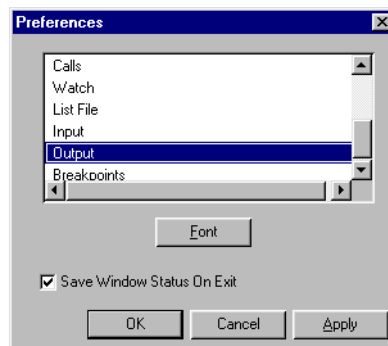 Preferences
Calls
Watch
List File
Input
Output
Breakpoints
Font
Save Window Status On Exit
OK Cancel Apply